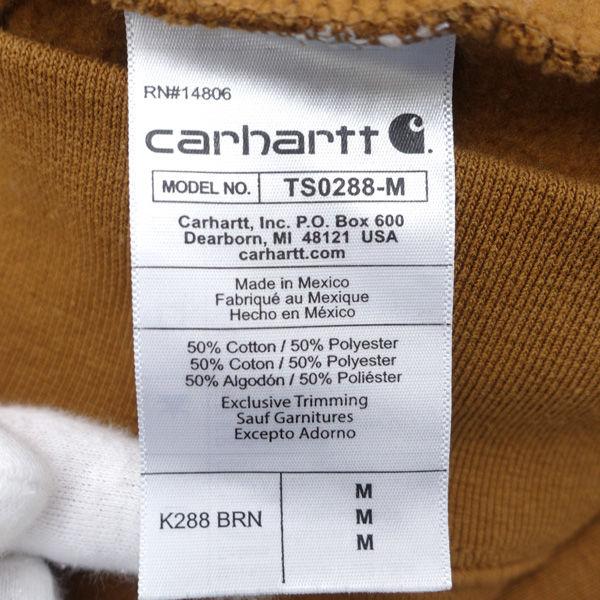 RN#14806
carhartt
MODEL NO. TS0288-M
Carhartt, Inc. P.O. Box 600
Dearborn, MI 48121 USA
carhartt.com
Made in Mexico
Fabriqué au Mexique
Hecho en México
50% Cotton / 50% Polyester
50% Coton / 50% Polyester
50% Algodón / 50% Poliéster
Exclusive Trimming
Sauf Garnitures
Excepto Adorno
K288 BRN
M
M
M